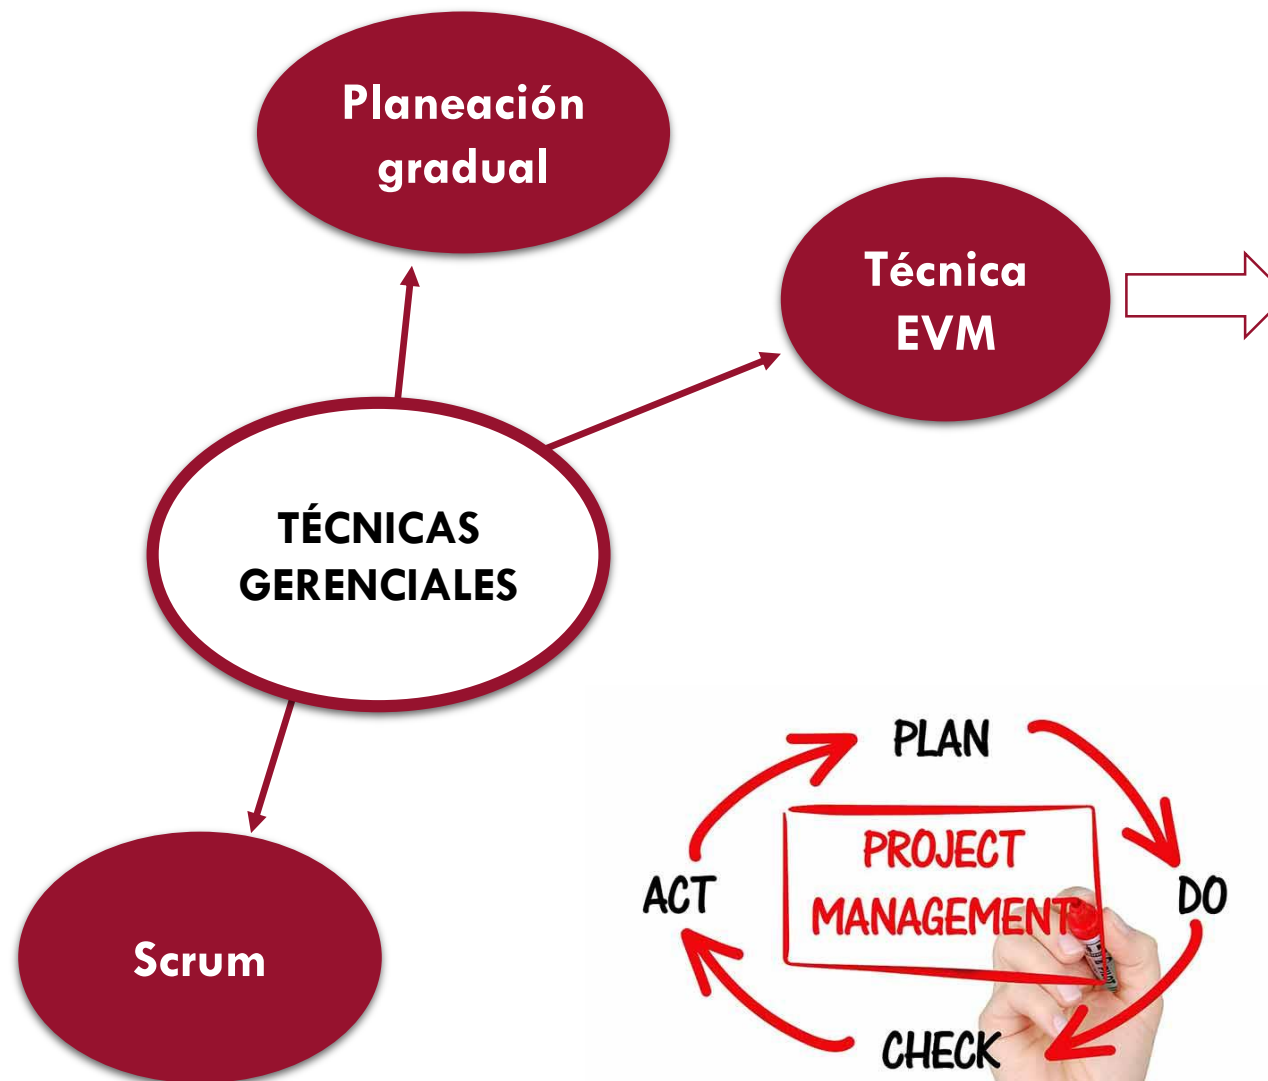 Planeación
gradual
Técnica
EVM
TÉCNICAS
GERENCIALES
Scrum
PLAN
PROJECT
MANAGEMENT
ACT
DO
CHECK